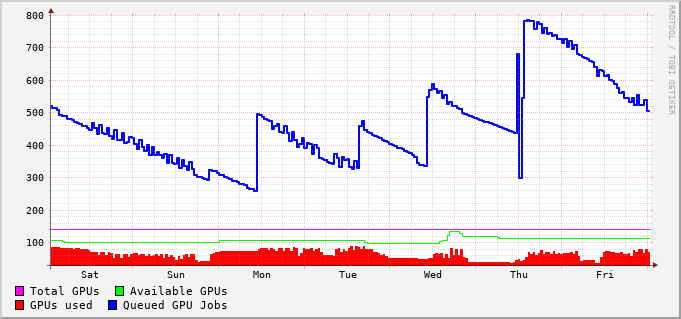 800
700
600
500
400
300
200
100
Sat Sun Mon Tue Wed Thu Fri
Total GPUs Available GPUs
GPUs used Queued GPU Jobs
RRDTOOL / TOBI OETIKER